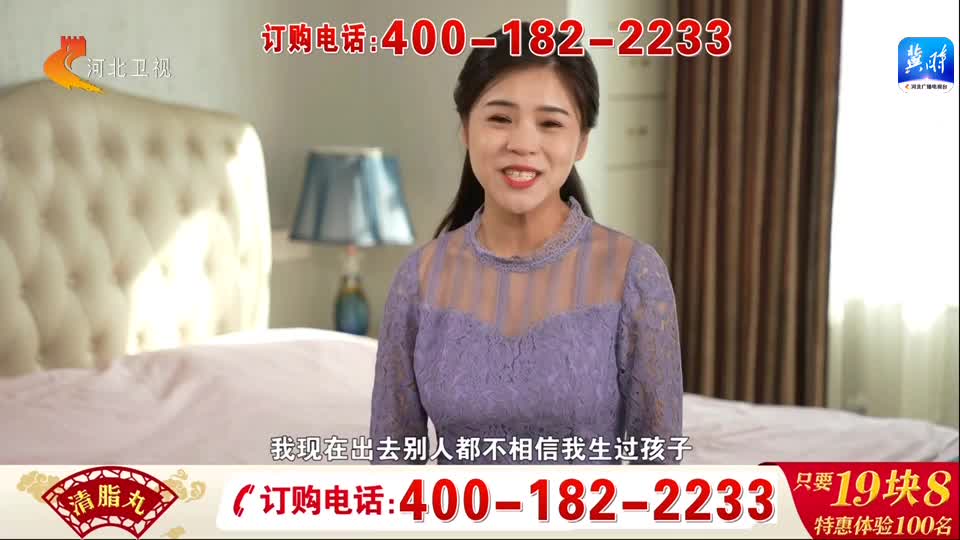 订购电话:400-182-2233
河北卫视
冀时
河北广播电视台
我现在出去别人都不相信我生过孩子
清脂丸
订购电话:400-182-2233
只要19块8
特惠体验100名